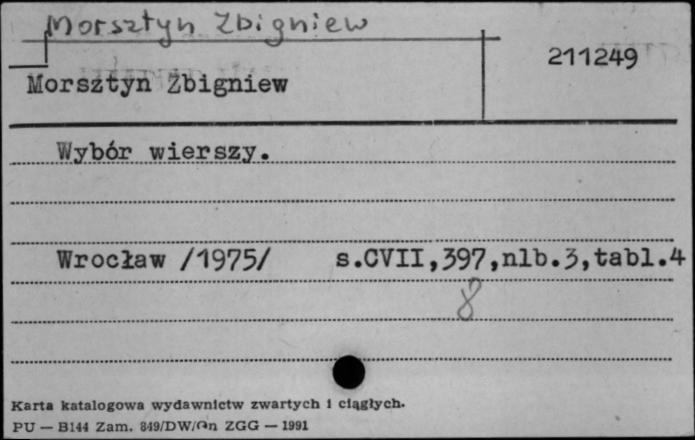 Morsztyn Zbigniew
211249
Morsztyn Zbigniew
Wybór wierszy.
Wrocław /1975/ s.CVII,397,nlb.3,tabl.4
8
Karta katalogowa wydawnictw zwartych i ciągłych.
PU — B144 Zam. 849/DW/On ZGG — 1991